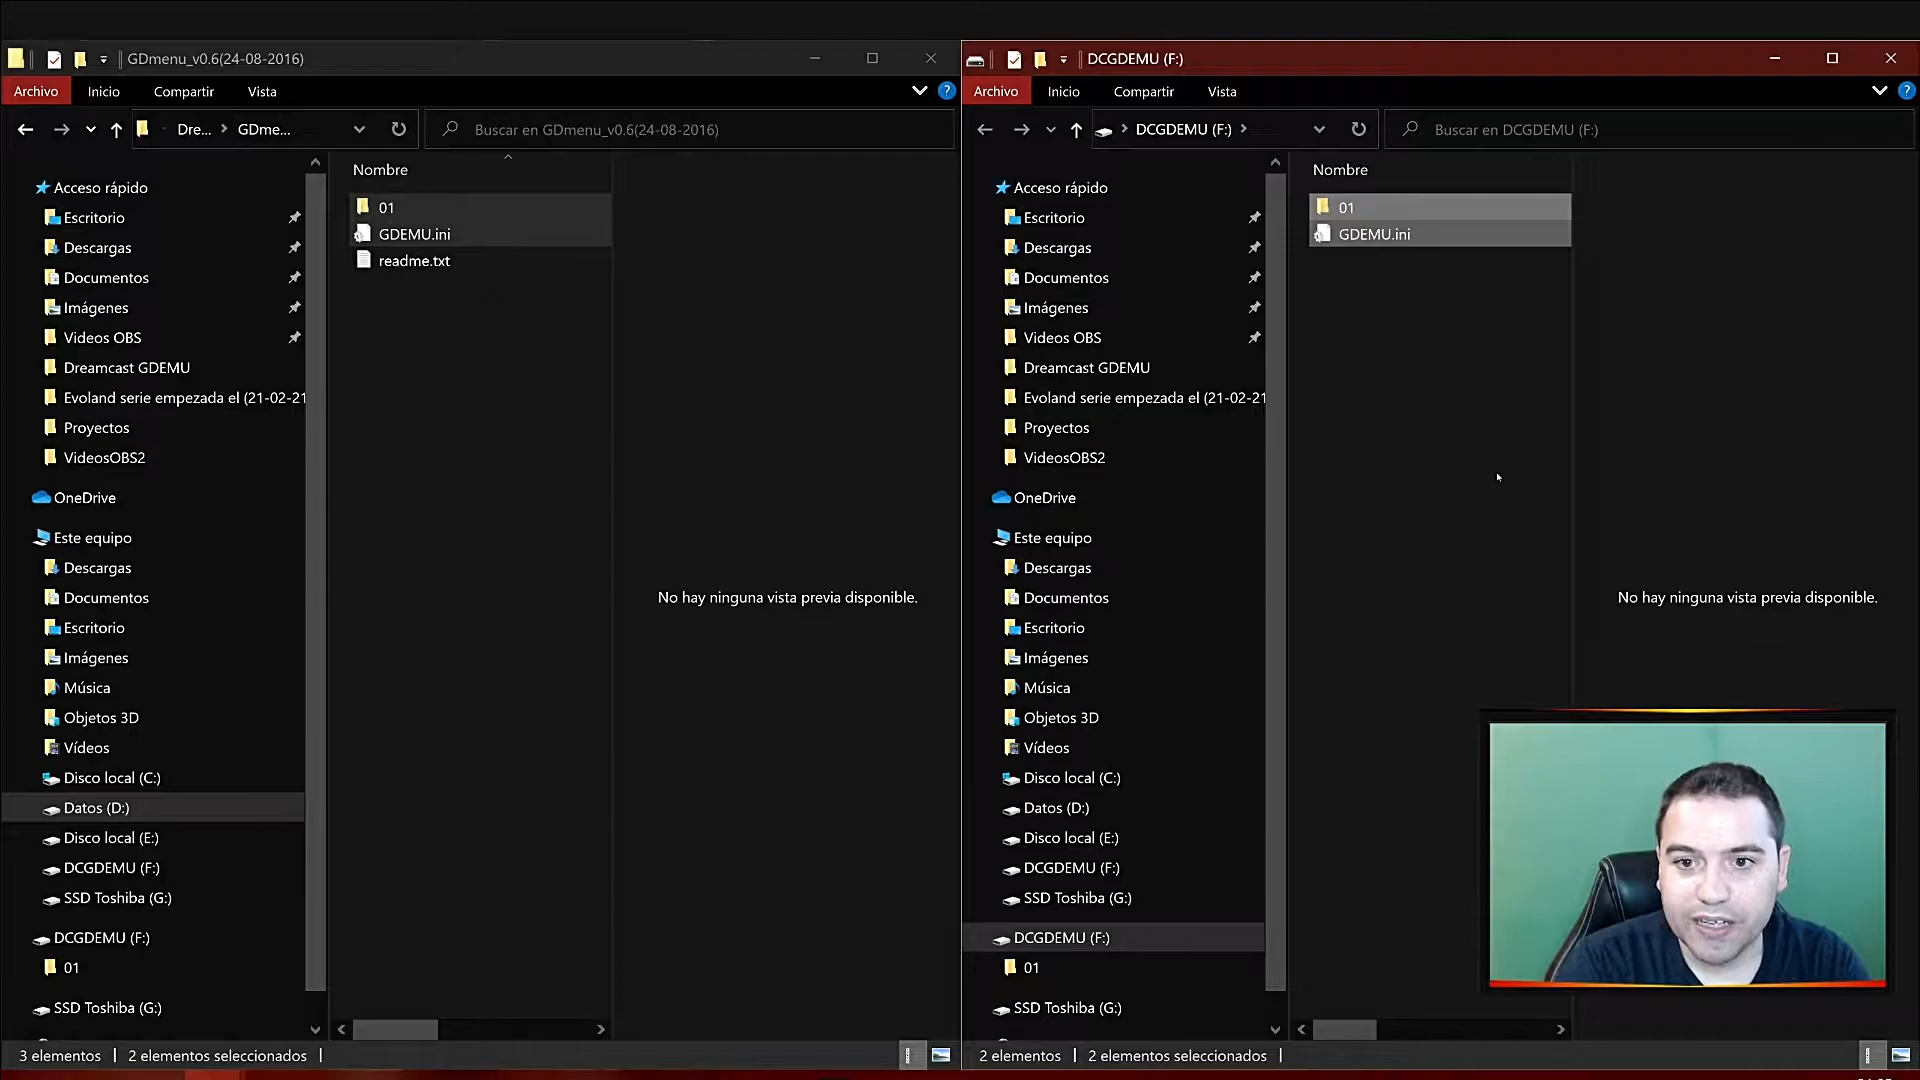 GDmenu_v0.6(24-08-2016)
Archivo Inicio Compartir Vista
Dre... GDme... Buscar en GDmenu_v0.6(24-08-2016)
Acceso rápido
Escritorio
Descargas
Documentos
Imágenes
Videos OBS
Dreamcast GDEMU
Evoland serie empezada el (21-02-21
Proyectos
VideosOBS2
OneDrive
Este equipo
Descargas
Documentos
Escritorio
Imágenes
Música
Objetos 3D
Vídeos
Disco local (C:)
Datos (D:)
Disco local (E:)
DCGDEMU (F:)
SSD Toshiba (G:)
DCGDEMU (F:)
01
SSD Toshiba (G:)
Nombre
01
GDEMU.ini
readme.txt
No hay ninguna vista previa disponible.
3 elementos 2 elementos seleccionados
DCGDEMU (F:)
Archivo Inicio Compartir Vista
DCGDEMU (F:) Buscar en DCGDEMU (F:)
Acceso rápido
Escritorio
Descargas
Documentos
Imágenes
Videos OBS
Dreamcast GDEMU
Evoland serie empezada el (21-02-21
Proyectos
VideosOBS2
OneDrive
Este equipo
Descargas
Documentos
Escritorio
Imágenes
Música
Objetos 3D
Vídeos
Disco local (C:)
Datos (D:)
Disco local (E:)
DCGDEMU (F:)
SSD Toshiba (G:)
DCGDEMU (F:)
01
SSD Toshiba (G:)
Nombre
01
GDEMU.ini
No hay ninguna vista previa disponible.
2 elementos 2 elementos seleccionados